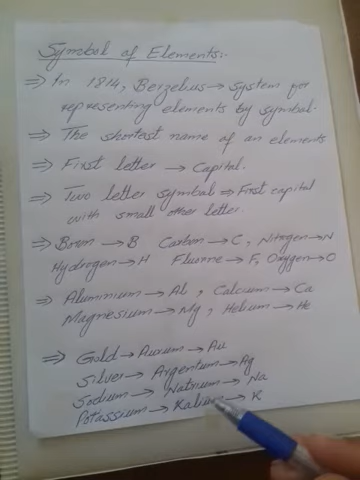 Symbol of Elements:-
⇒ In 1814, Berzelius → system for
representing elements by symbol.
⇒ The shortest name of an elements
⇒ First letter → Capital.
⇒ Two letter symbol ⇒ First capital
with small other letter.
⇒ Boron → B Carbon → C, Nitrogen → N
Hydrogen → H Fluorine → F, Oxygen → O
⇒ Aluminium → Al, Calcium → Ca
Magnesium → Mg, Helium → He
⇒ Gold → Aurum → Au
Silver → Argentum → Ag
Sodium → Natrium → Na
Potassium → Kalium → K